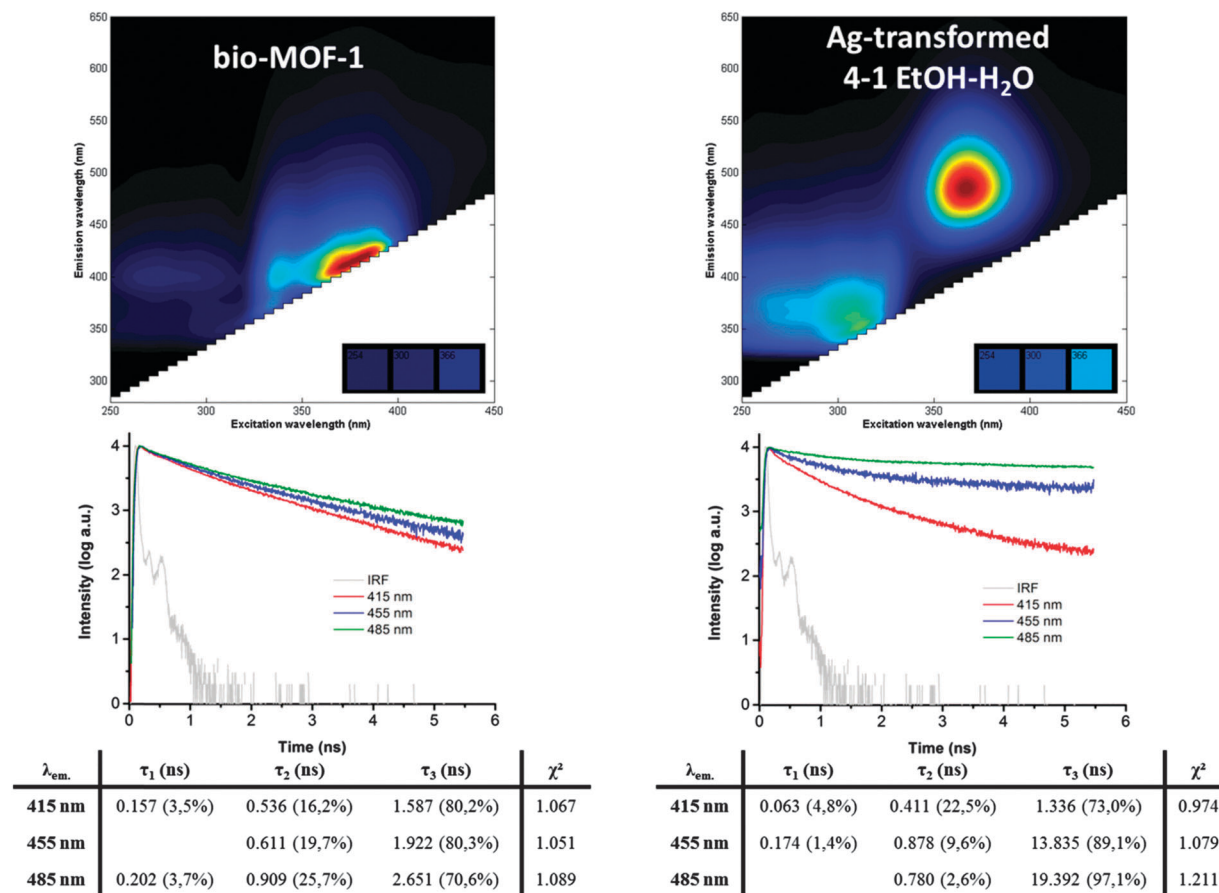 bio-MOF-1
Emission wavelength (nm)
650
600
550
500
450
400
350
300
254 300 366
250 300 350 400 450
Excitation wavelength (nm)
Ag-transformed
4-1 EtOH-H₂O
Emission wavelength (nm)
650
600
550
500
450
400
350
300
254 300 366
250 300 350 400 450
Excitation wavelength (nm)
Intensity (log a.u.)
4
3
2
1
0
IRF
415 nm
455 nm
485 nm
0 1 2 3 4 5 6
Time (ns)
Intensity (log a.u.)
4
3
2
1
0
IRF
415 nm
455 nm
485 nm
0 1 2 3 4 5 6
Time (ns)
λem. τ₁ (ns) τ₂ (ns) τ₃ (ns) χ²
415 nm 0.157 (3,5%) 0.536 (16,2%) 1.587 (80,2%) 1.067
455 nm 0.611 (19,7%) 1.922 (80,3%) 1.051
485 nm 0.202 (3,7%) 0.909 (25,7%) 2.651 (70,6%) 1.089
λem. τ₁ (ns) τ₂ (ns) τ₃ (ns) χ²
415 nm 0.063 (4,8%) 0.411 (22,5%) 1.336 (73,0%) 0.974
455 nm 0.174 (1,4%) 0.878 (9,6%) 13.835 (89,1%) 1.079
485 nm 0.780 (2,6%) 19.392 (97,1%) 1.211